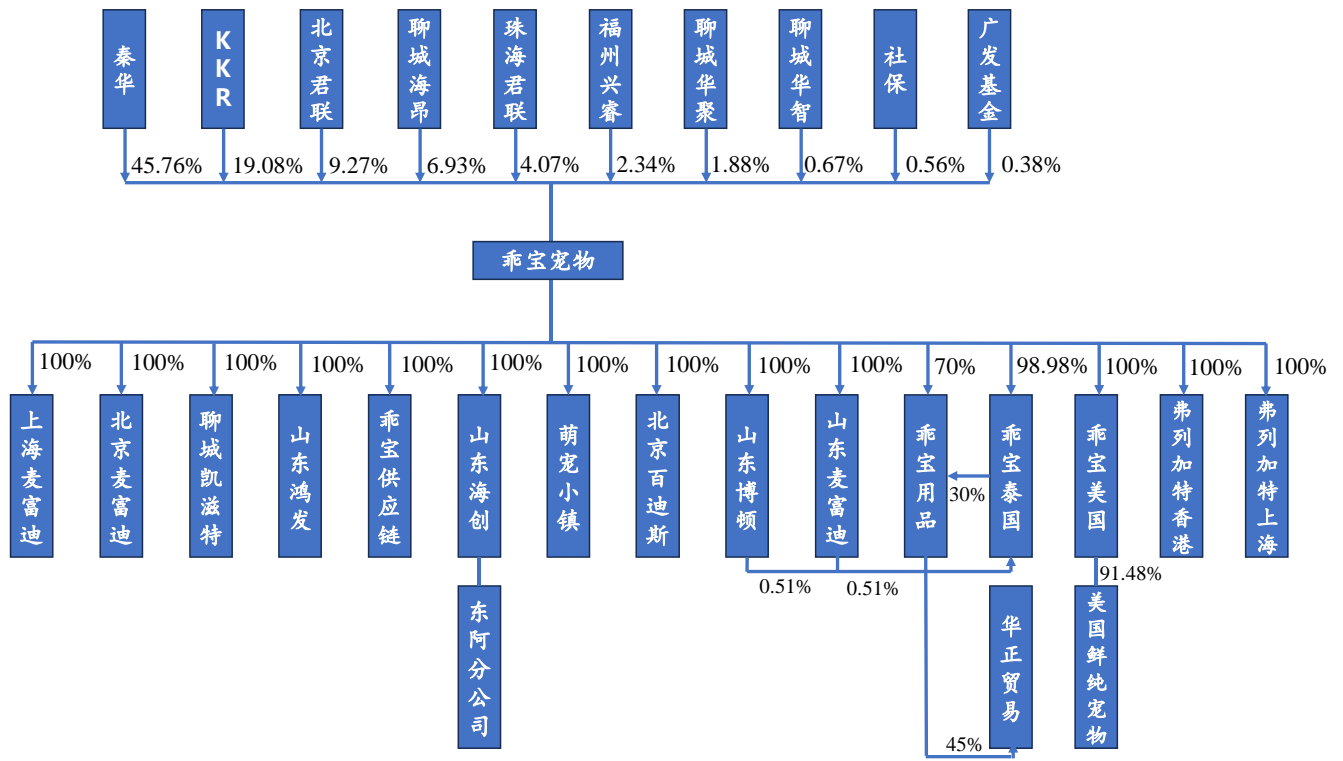 秦华
KKR
北京君联
聊城海昂
珠海君联
福州兴睿
聊城华聚
聊城华智
社保
广发基金
45.76%
19.08%
9.27%
6.93%
4.07%
2.34%
1.88%
0.67%
0.56%
0.38%
乖宝宠物
100%
100%
100%
100%
100%
100%
100%
100%
100%
100%
70%
98.98%
100%
100%
100%
上海麦富迪
北京麦富迪
聊城凯滋特
山东鸿发
乖宝供应链
山东海创
萌宠小镇
北京百迪斯
山东博顿
山东麦富迪
乖宝用品
乖宝泰国
乖宝美国
弗列加特香港
弗列加特上海
30%
0.51%
0.51%
91.48%
东阿分公司
华正贸易
美国鲜纯宠物
45%